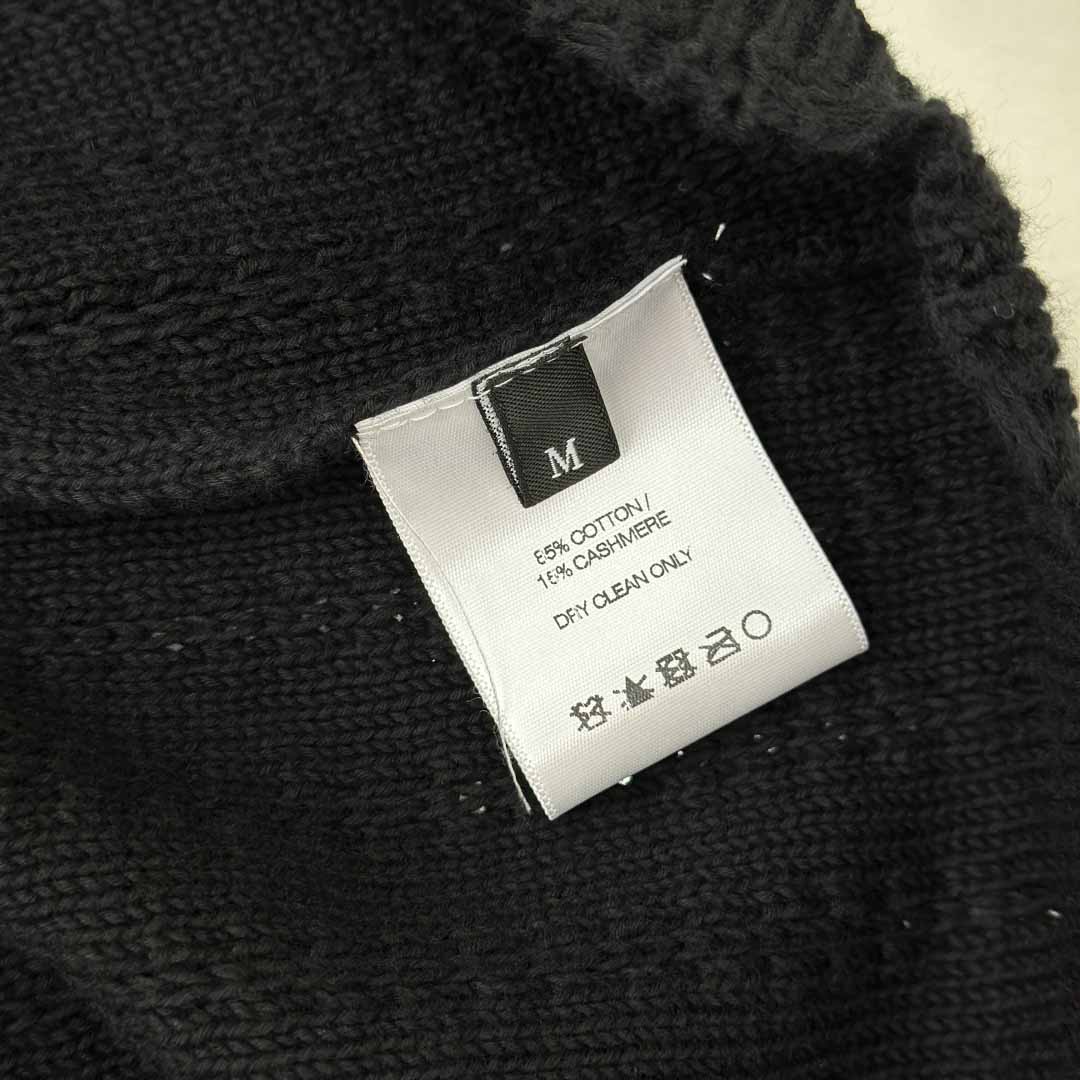 M
85% COTTON/
15% CASHMERE
DRY CLEAN ONLY